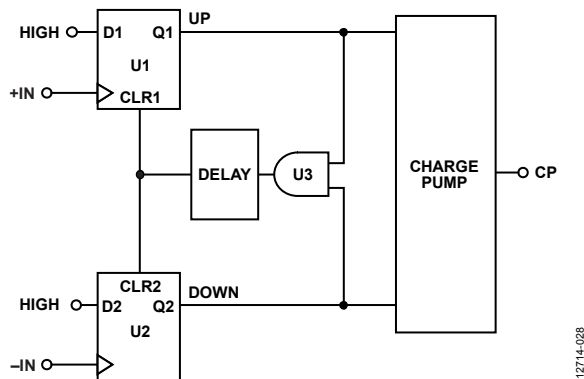 UP
HIGH D1 Q1
U1
+IN CLR1
DELAY U3 CHARGE PUMP CP
CLR2 DOWN
HIGH D2 Q2
U2
–IN
12714-028